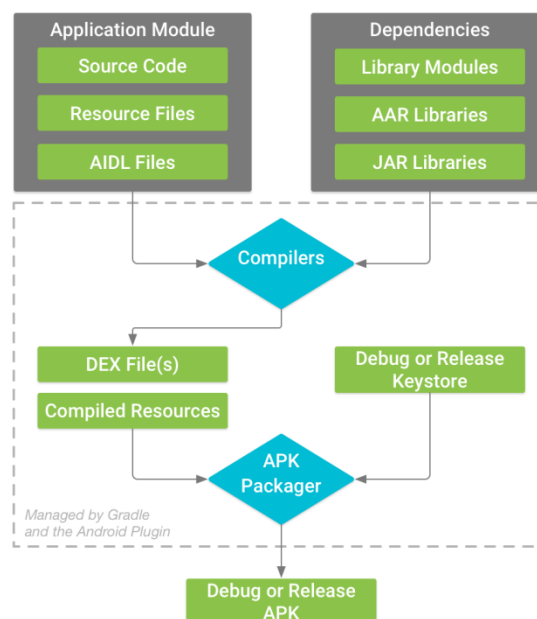 Application Module
Source Code
Resource Files
AIDL Files
Dependencies
Library Modules
AAR Libraries
JAR Libraries
Compilers
DEX File(s)
Compiled Resources
Debug or Release
Keystore
APK
Packager
Managed by Gradle
and the Android Plugin
Debug or Release
APK